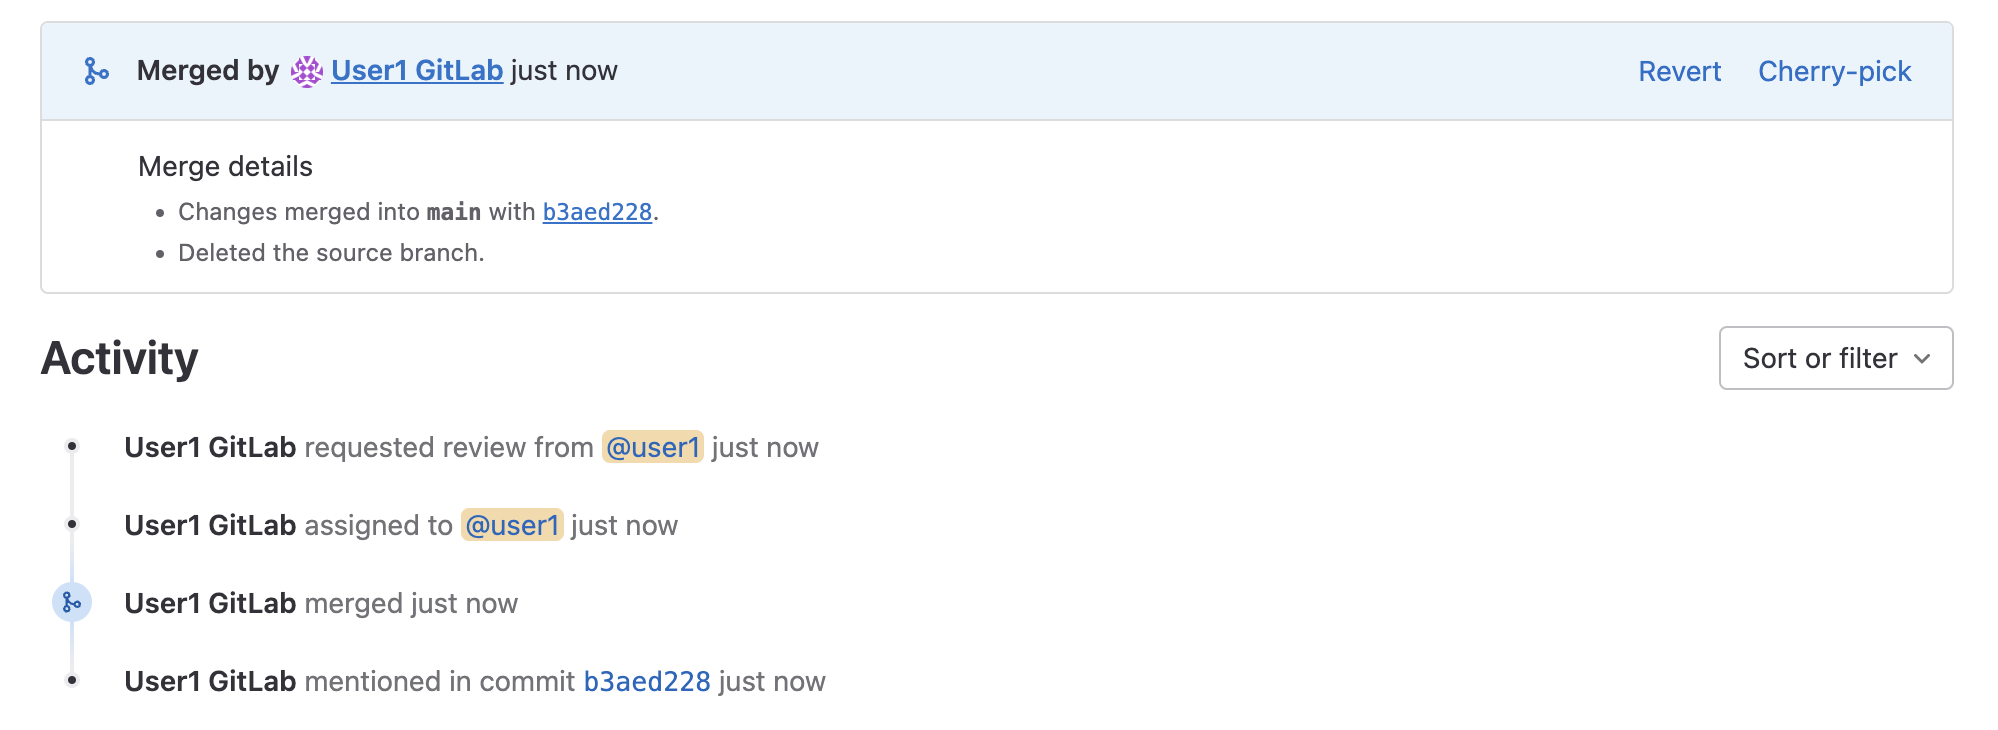 Merged by User1 GitLab just now
Revert Cherry-pick
Merge details
• Changes merged into main with b3aed228.
• Deleted the source branch.
Activity
Sort or filter
User1 GitLab requested review from @user1 just now
User1 GitLab assigned to @user1 just now
User1 GitLab merged just now
User1 GitLab mentioned in commit b3aed228 just now